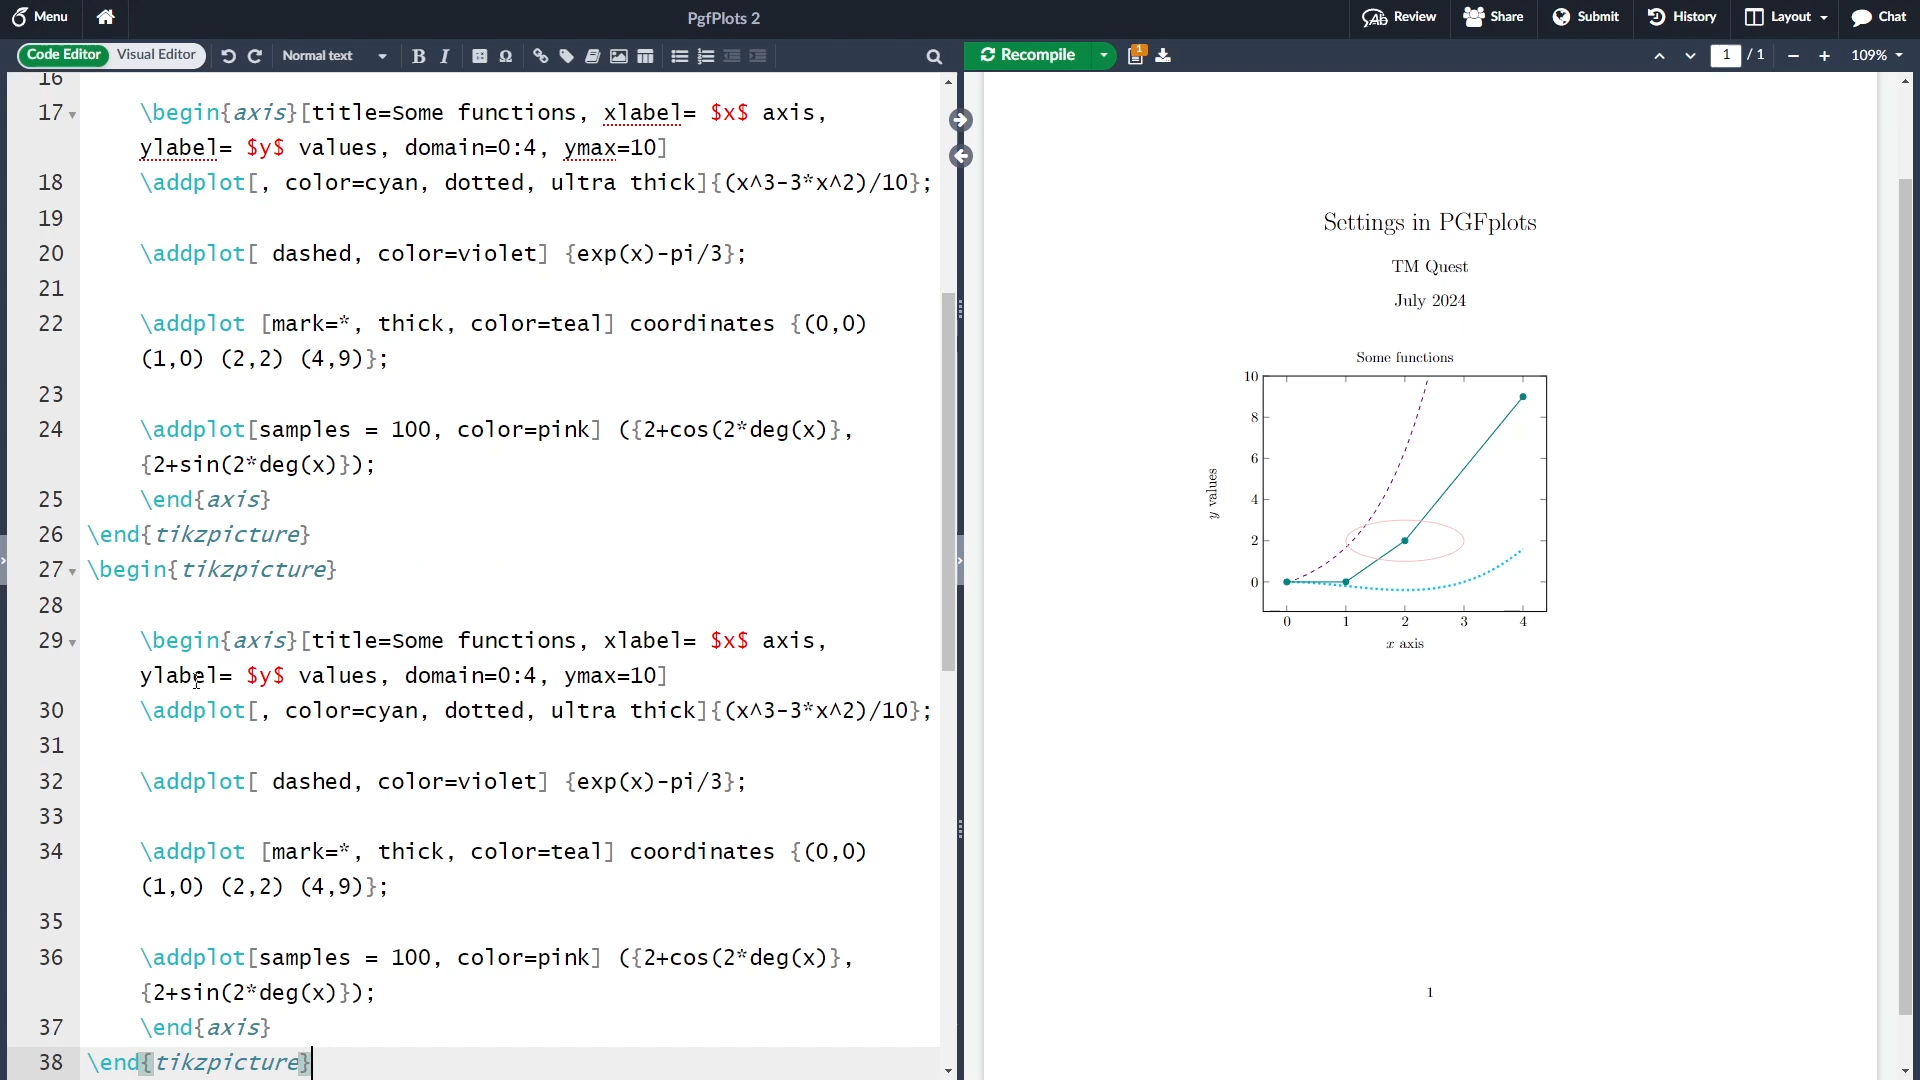 Menu
PgfPlots 2
Review Share Submit History Layout Chat
Code Editor Visual Editor Normal text B I Ω
Recompile 1 1 / 1 109%
16
17 \begin{axis}[title=Some functions, xlabel= $x$ axis,
ylabel= $y$ values, domain=0:4, ymax=10]
18 \addplot[, color=cyan, dotted, ultra thick]{(x^3-3*x^2)/10};
19
20 \addplot[ dashed, color=violet] {exp(x)-pi/3};
21
22 \addplot [mark=*, thick, color=teal] coordinates {(0,0)
(1,0) (2,2) (4,9)};
23
24 \addplot[samples = 100, color=pink] ({2+cos(2*deg(x)},
{2+sin(2*deg(x)});
25 \end{axis}
26 \end{tikzpicture}
27 \begin{tikzpicture}
28
29 \begin{axis}[title=Some functions, xlabel= $x$ axis,
ylabel= $y$ values, domain=0:4, ymax=10]
30 \addplot[, color=cyan, dotted, ultra thick]{(x^3-3*x^2)/10};
31
32 \addplot[ dashed, color=violet] {exp(x)-pi/3};
33
34 \addplot [mark=*, thick, color=teal] coordinates {(0,0)
(1,0) (2,2) (4,9)};
35
36 \addplot[samples = 100, color=pink] ({2+cos(2*deg(x)},
{2+sin(2*deg(x)});
37 \end{axis}
38 \end{tikzpicture}
Settings in PGFplots
TM Quest
July 2024
Some functions
10
8
6
4
2
0
y values
0 1 2 3 4
x axis
1